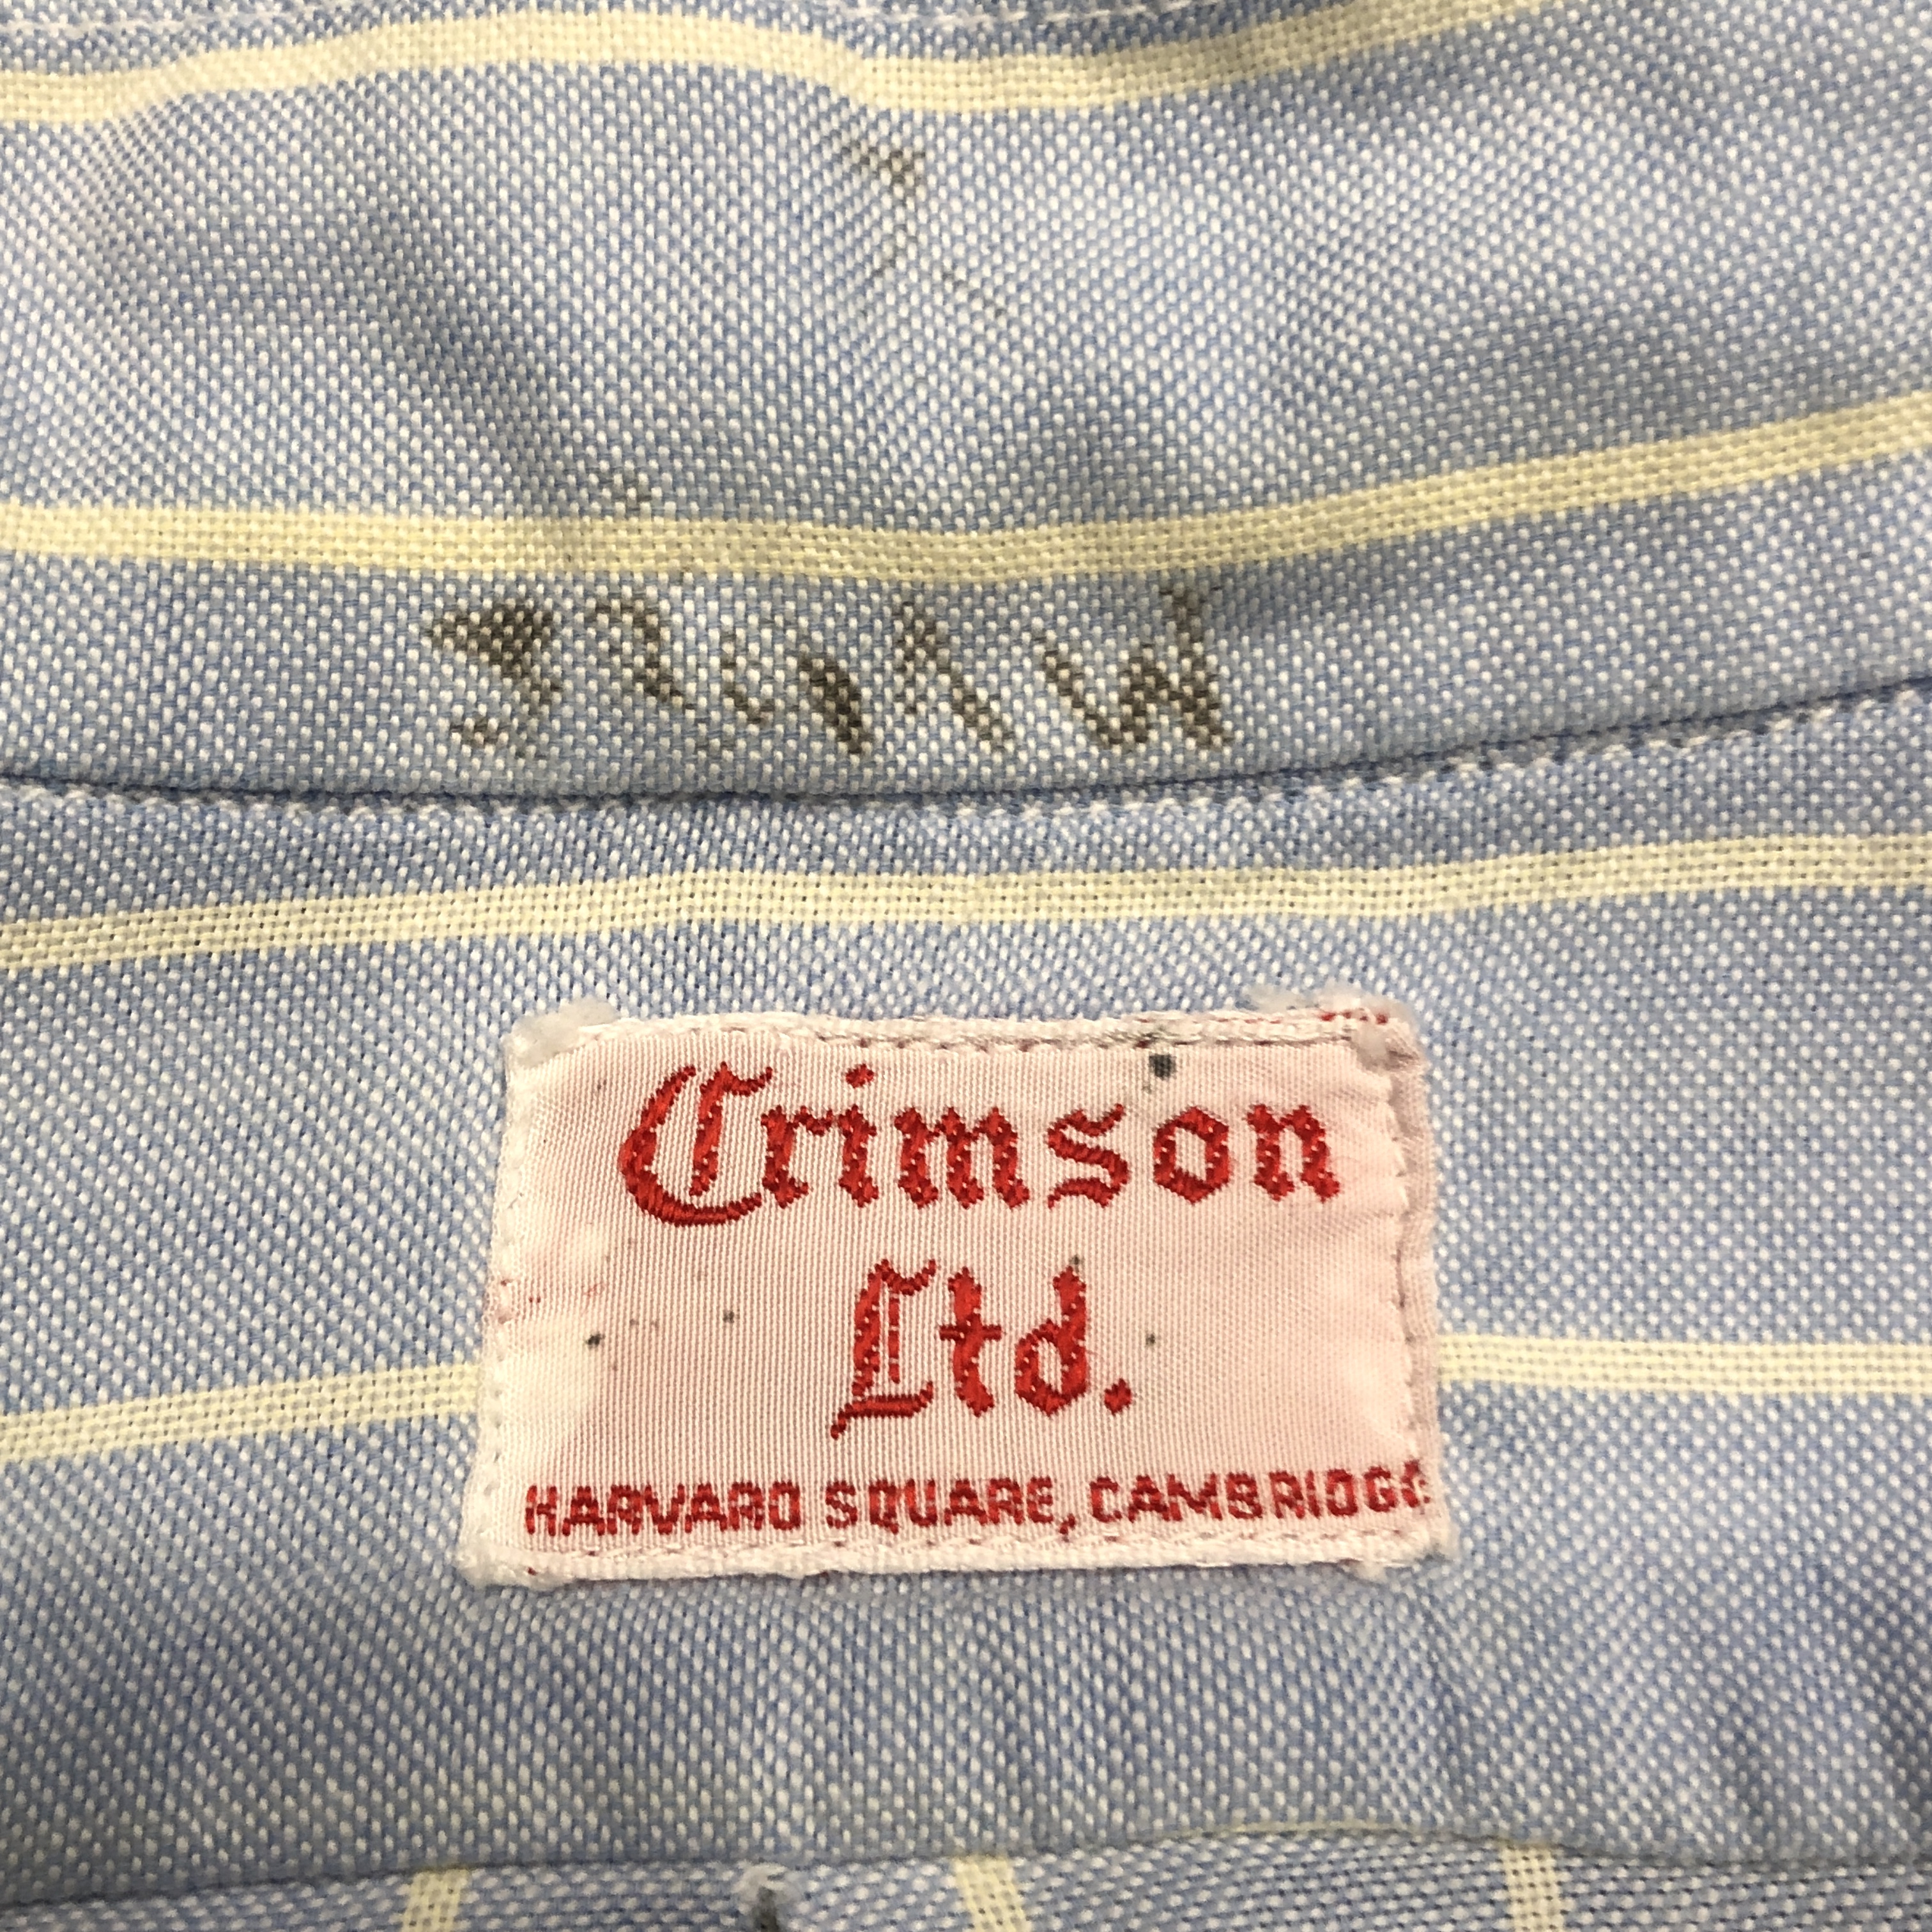 Crimson
Ltd.
HARVARD SQUARE, CAMBRIDGE